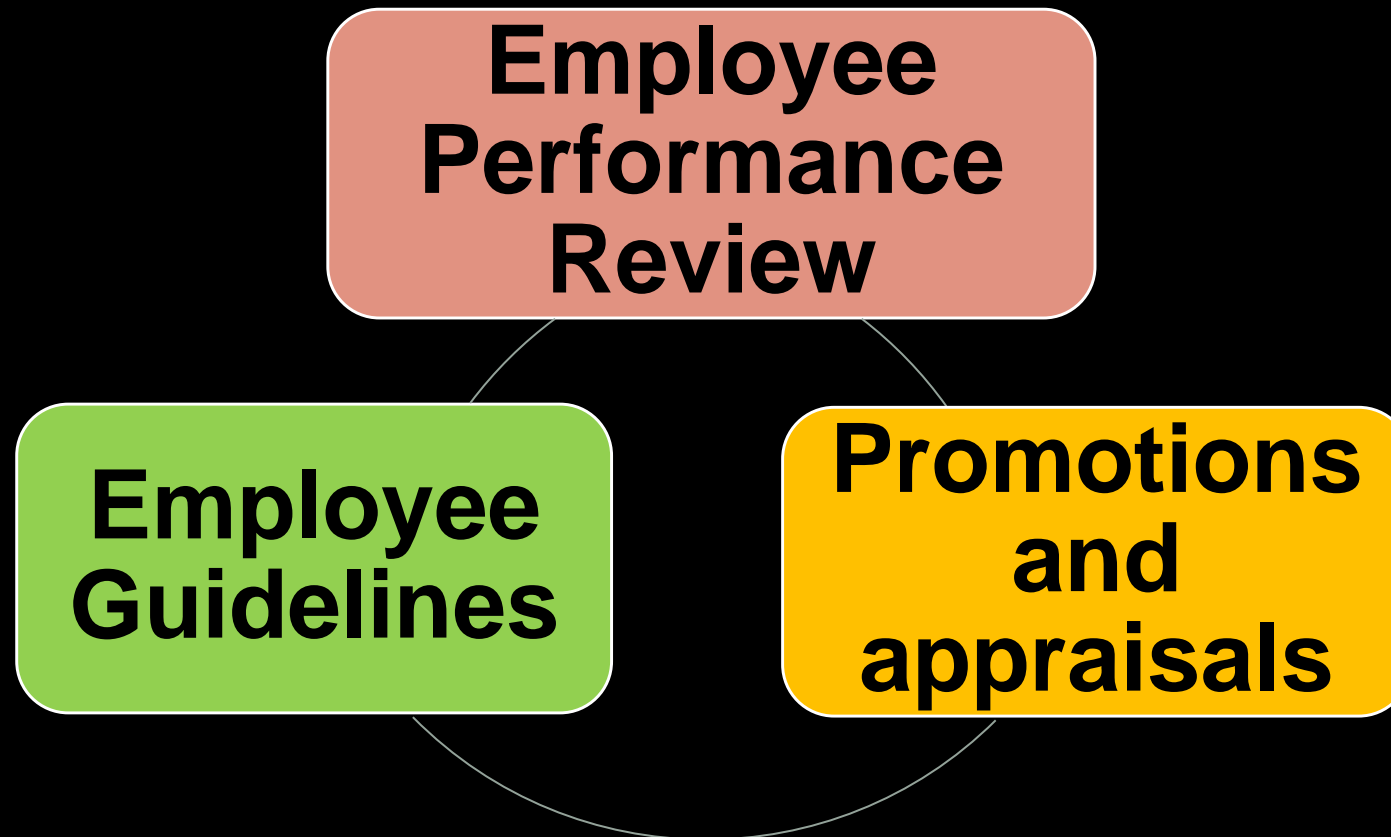 Employee
Performance
Review
Employee
Guidelines
Promotions
and
appraisals